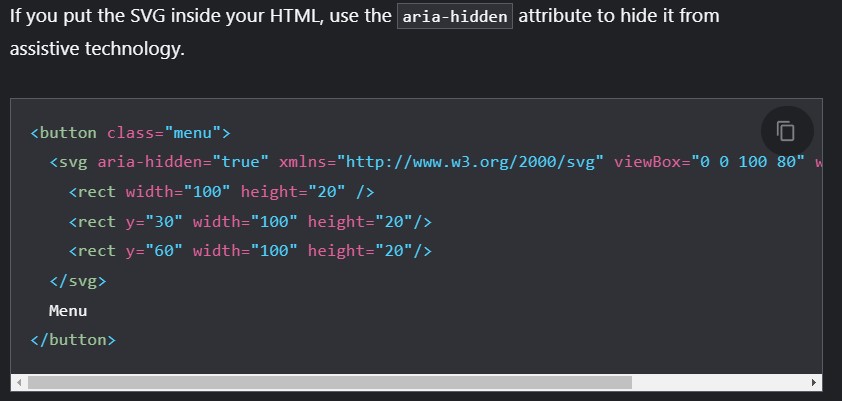 If you put the SVG inside your HTML, use the aria-hidden attribute to hide it from
assistive technology.
<button class="menu">
<svg aria-hidden="true" xmlns="http://www.w3.org/2000/svg" viewBox="0 0 100 80" w
<rect width="100" height="20" />
<rect y="30" width="100" height="20"/>
<rect y="60" width="100" height="20"/>
</svg>
Menu
</button>